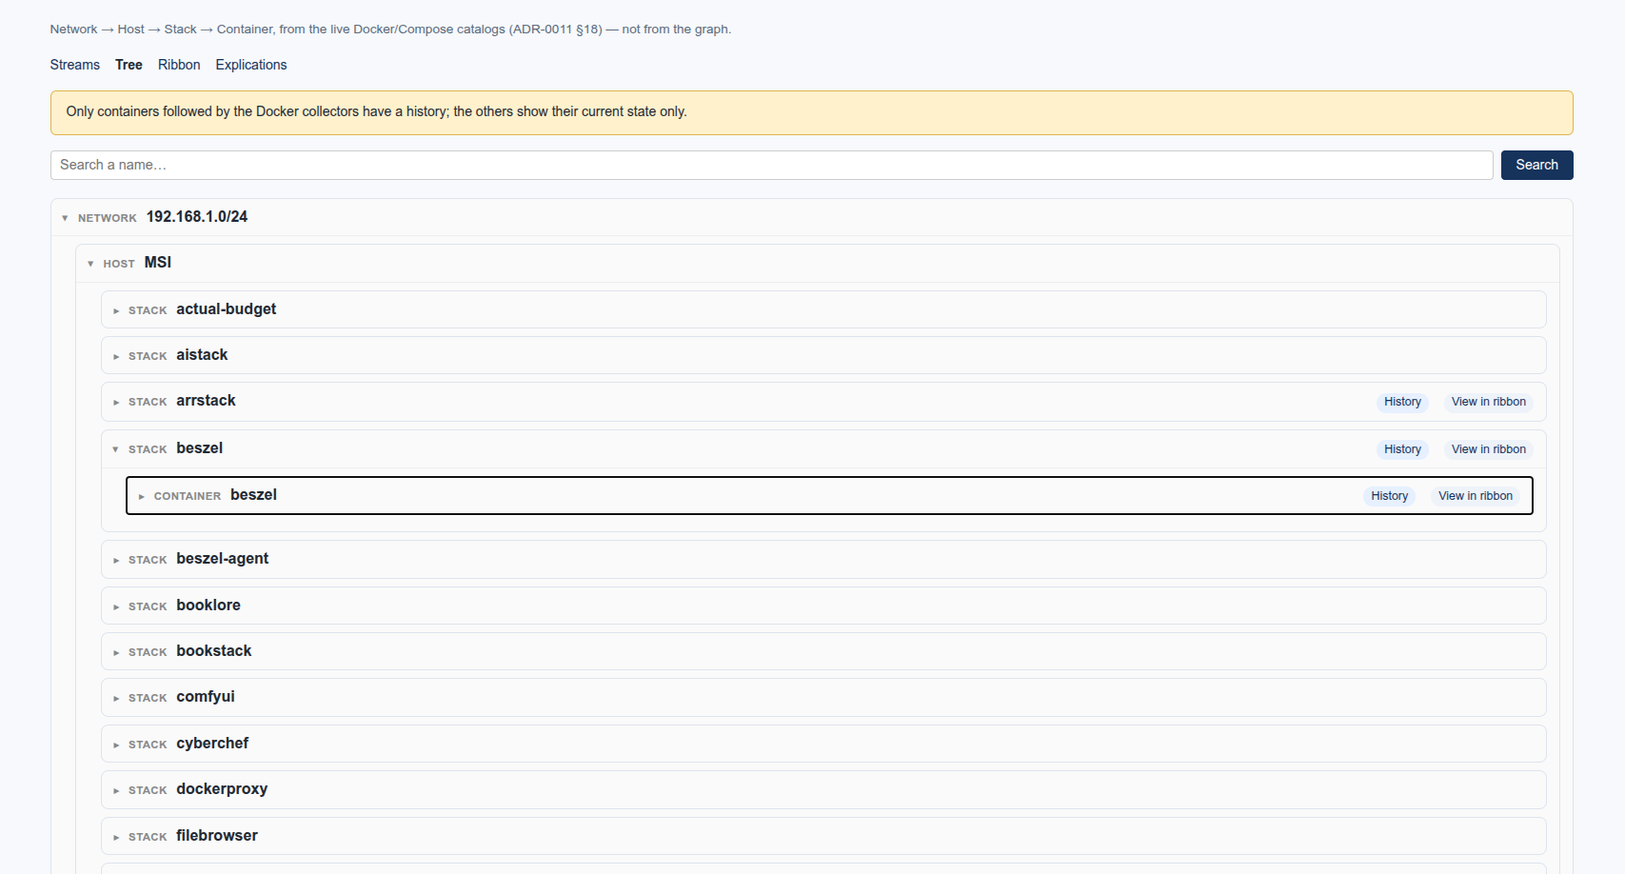 Network → Host → Stack → Container, from the live Docker/Compose catalogs (ADR-0011 §18) — not from the graph.
Streams Tree Ribbon Explications
Only containers followed by the Docker collectors have a history; the others show their current state only.
Search a name… Search
▾ NETWORK 192.168.1.0/24
▾ HOST MSI
▸ STACK actual-budget
▸ STACK aistack
▸ STACK arrstack History View in ribbon
▾ STACK beszel History View in ribbon
▸ CONTAINER beszel History View in ribbon
▸ STACK beszel-agent
▸ STACK booklore
▸ STACK bookstack
▸ STACK comfyui
▸ STACK cyberchef
▸ STACK dockerproxy
▸ STACK filebrowser